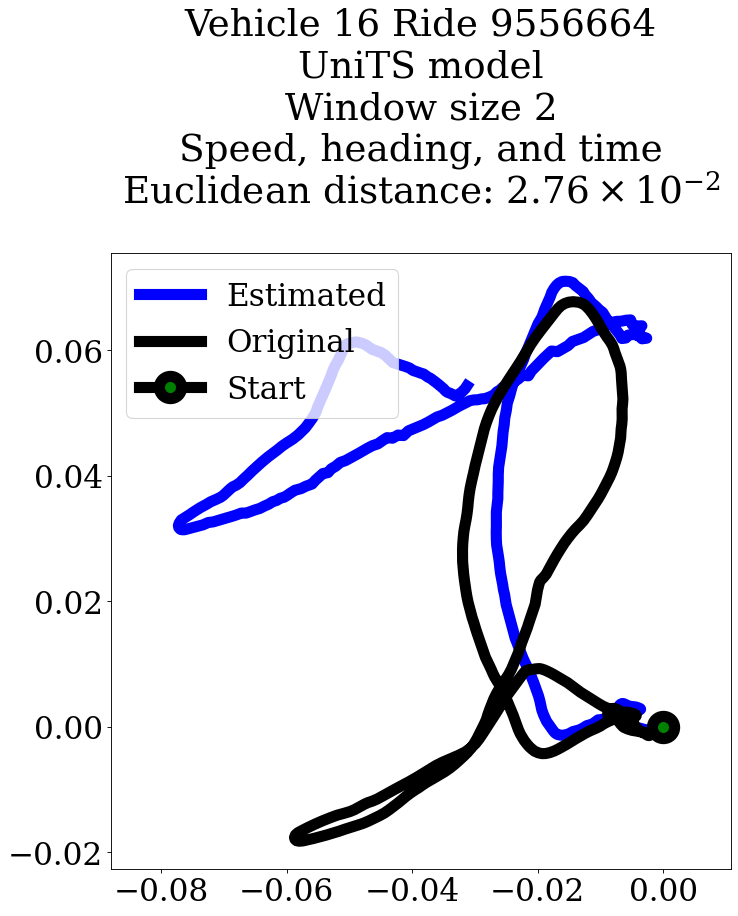 Vehicle 16 Ride 9556664
UniTS model
Window size 2
Speed, heading, and time
Euclidean distance: 2.76 × 10⁻²
Estimated
Original
Start
0.06
0.04
0.02
0.00
−0.02
−0.08 −0.06 −0.04 −0.02 0.00